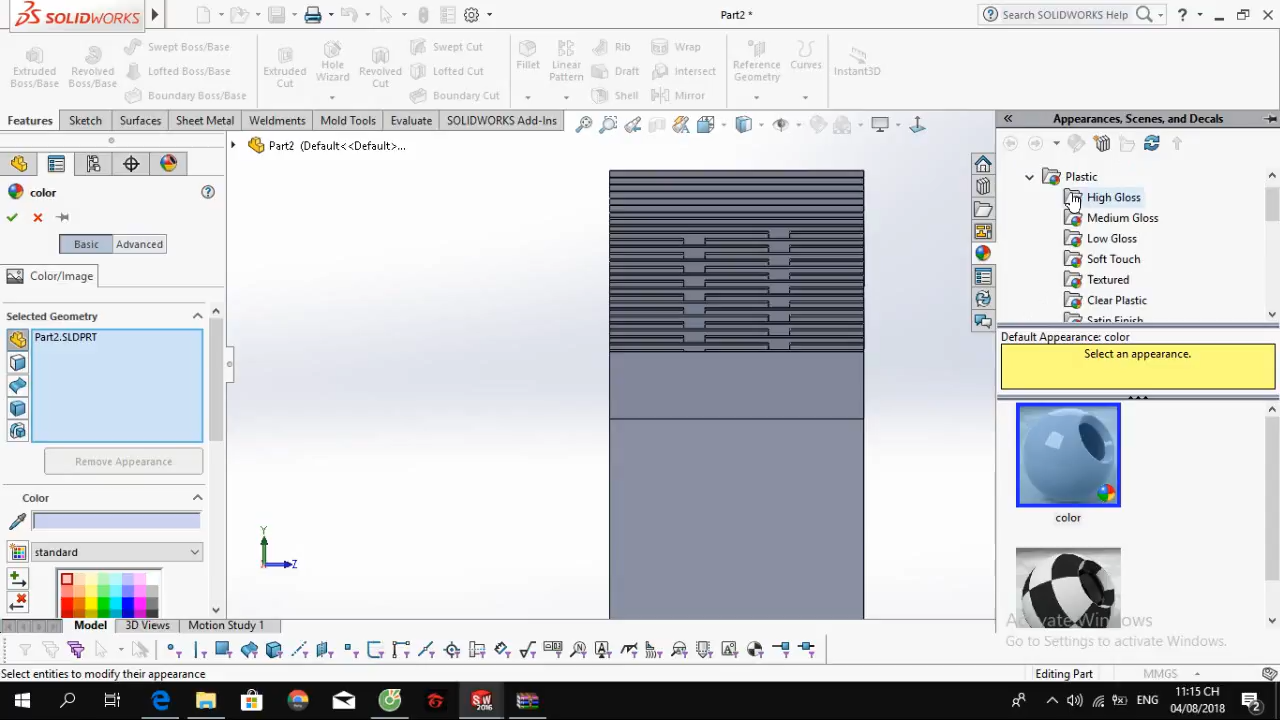 SOLIDWORKS
Part2 *
Search SOLIDWORKS Help
Extruded Boss/Base
Revolved Boss/Base
Swept Boss/Base
Lofted Boss/Base
Boundary Boss/Base
Extruded Cut
Hole Wizard
Revolved Cut
Swept Cut
Lofted Cut
Boundary Cut
Fillet
Linear Pattern
Rib
Draft
Shell
Wrap
Intersect
Mirror
Reference Geometry
Curves
Instant3D
Features
Sketch
Surfaces
Sheet Metal
Weldments
Mold Tools
Evaluate
SOLIDWORKS Add-Ins
Part2 (Default<<Default>...
color
Basic
Advanced
Color/Image
Selected Geometry
Part2.SLDPRT
Remove Appearance
Color
standard
Y
Z
Appearances, Scenes, and Decals
Plastic
High Gloss
Medium Gloss
Low Gloss
Soft Touch
Textured
Clear Plastic
Satin Finish
Default Appearance: color
Select an appearance.
color
Activate Windows
Go to Settings to activate Windows.
Model
3D Views
Motion Study 1
Select entities to modify their appearance
Editing Part
MMGS
SW
2016
ENG
11:15 CH
04/08/2018
2